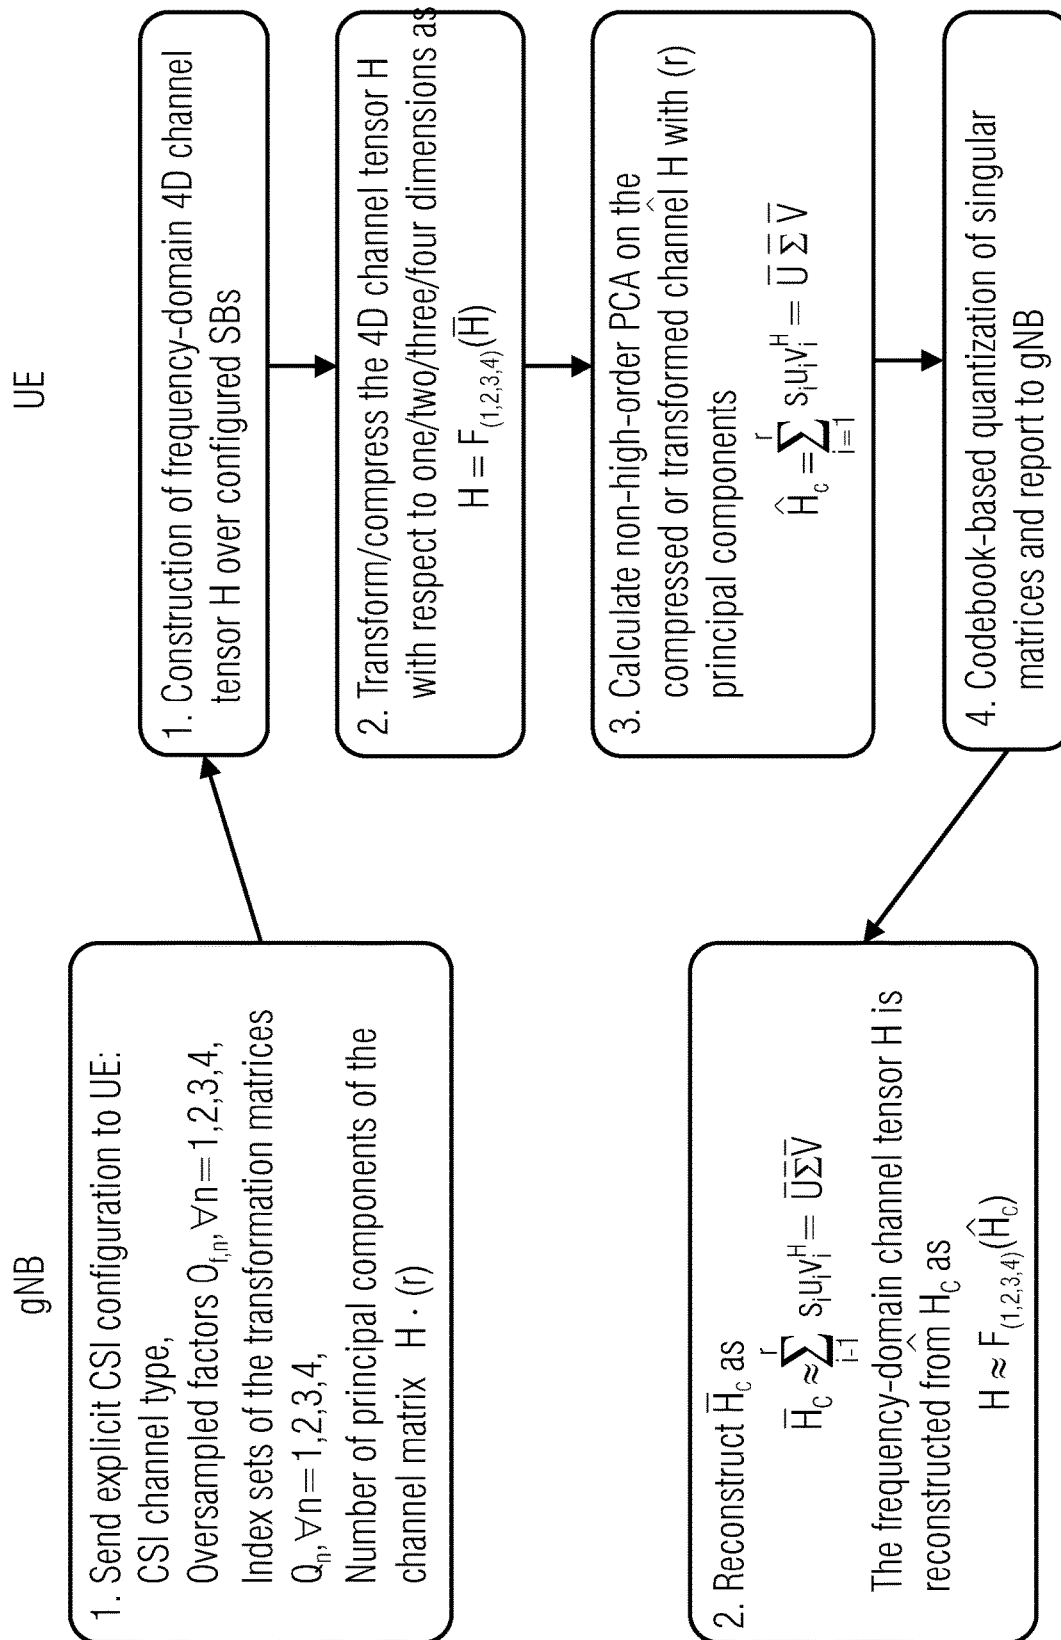 gNB
UE
1. Send explicit CSI configuration to UE:
CSI channel type,
Oversampled factors O_{f,n}, ∀n=1,2,3,4,
Index sets of the transformation matrices
Q_n, ∀n=1,2,3,4,
Number of principal components of the
channel matrix H · (r)
1. Construction of frequency-domain 4D channel
tensor H over configured SBs
2. Transform/compress the 4D channel tensor H
with respect to one/two/three/four dimensions as
H = F_{(1,2,3,4)}(H̅)
3. Calculate non-high-order PCA on the
compressed or transformed channel Ĥ with (r)
principal components
Ĥ_c = ∑_{i=1}^{r} s_i u_i v_i^H = U̅ Σ̅ V̅
4. Codebook-based quantization of singular
matrices and report to gNB
2. Reconstruct H̅_c as
H̅_c ≈ ∑_{i-1}^{r} s_i u_i v_i^H = U̅Σ̅V̅
The frequency-domain channel tensor H is
reconstructed from Ĥ_C as
H ≈ F_{(1,2,3,4)}(Ĥ_C)